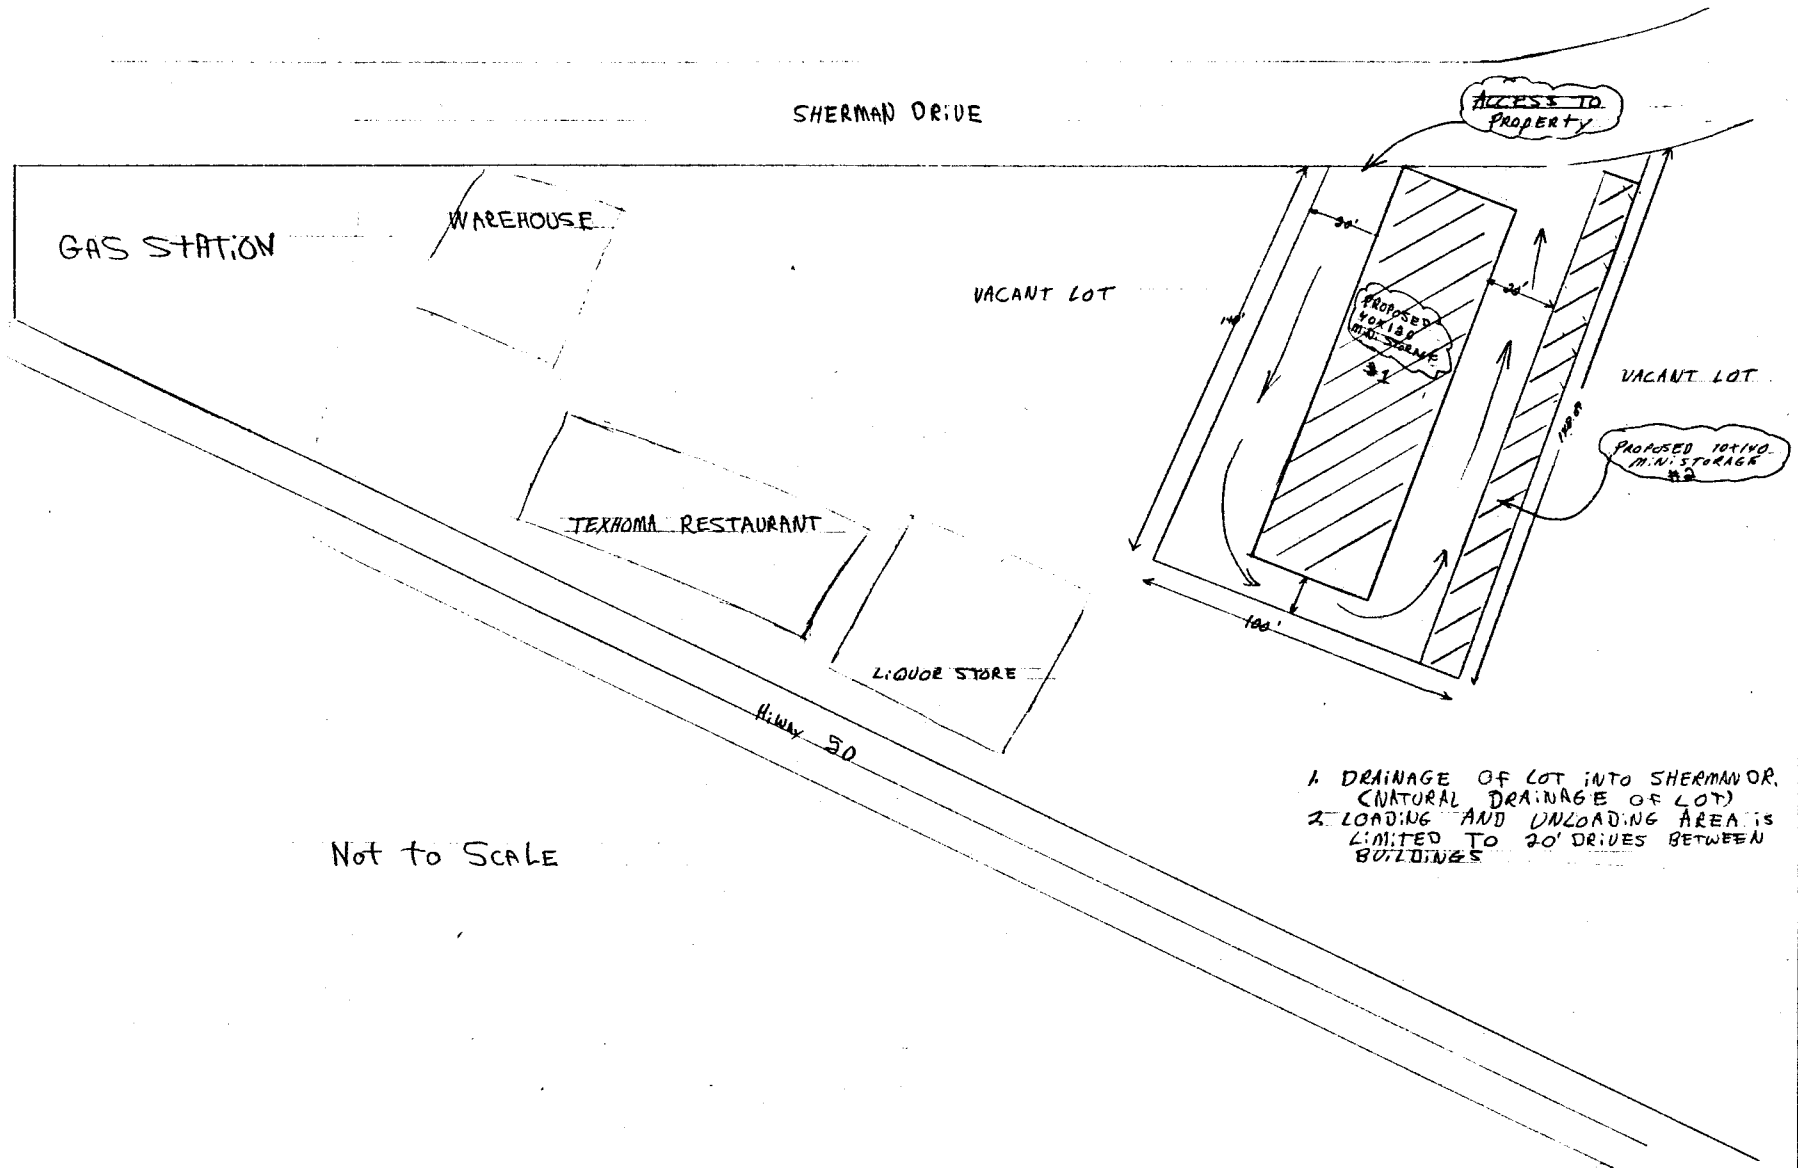 SHERMAN DRIVE
ACCESS TO
PROPERTY
WAREHOUSE
GAS STATION
20'
20'
VACANT LOT
PROPOSED
40X130
MINI STORAGE
#1
140'
VACANT LOT
PROPOSED 10X140
MINI STORAGE
#2
TEXHOMA RESTAURANT
100'
LIQUOR STORE
HiWAY 50
1. DRAINAGE OF LOT INTO SHERMAN DR.
(NATURAL DRAINAGE OF LOT)
2. LOADING AND UNLOADING AREA IS
LIMITED TO 20' DRIVES BETWEEN
BUILDINGS
Not to SCALE